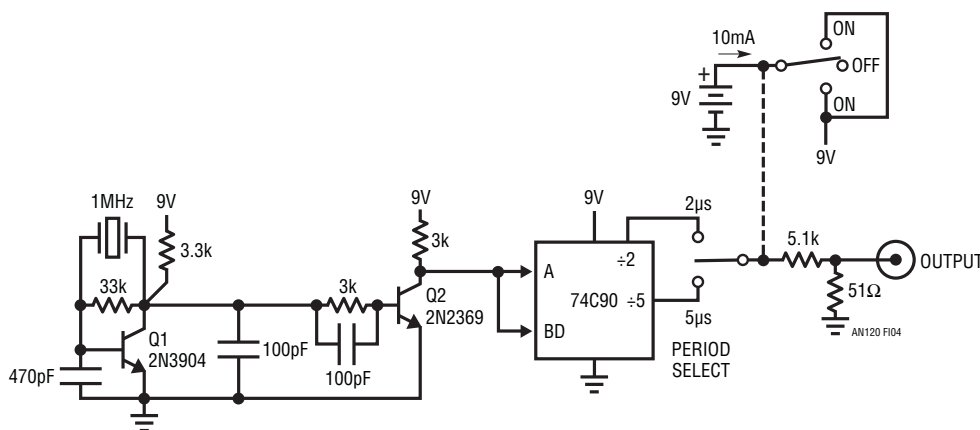 ON
10mA
OFF
+
9V
ON
9V
1MHz
9V
3.3k
9V
3k
9V
2µs
5.1k
OUTPUT
33k
3k
A
÷2
Q1
2N3904
Q2
2N2369
74C90 ÷5
51Ω
AN120 FI04
470pF
100pF
100pF
BD
5µs
PERIOD
SELECT